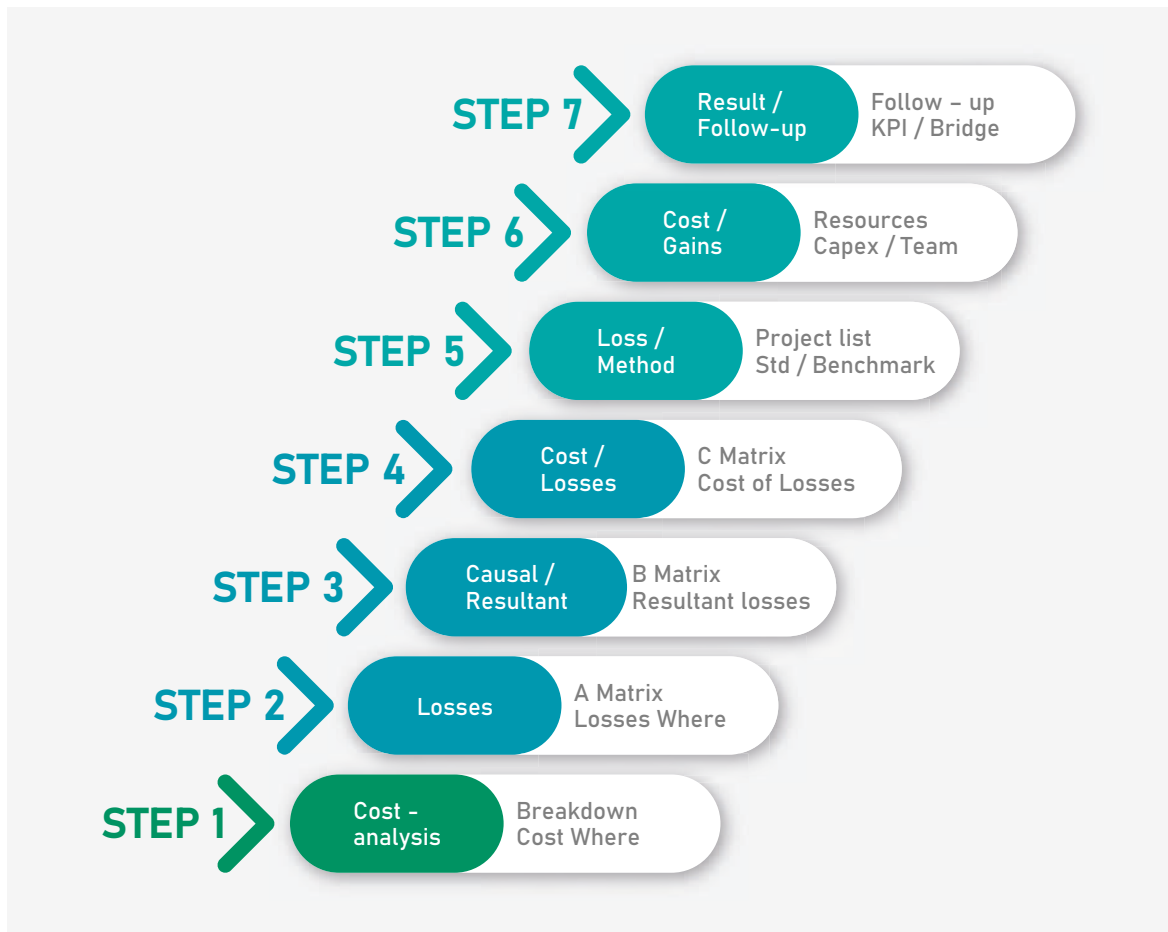 STEP 7
Result /
Follow-up
Follow – up
KPI / Bridge
STEP 6
Cost /
Gains
Resources
Capex / Team
STEP 5
Loss /
Method
Project list
Std / Benchmark
STEP 4
Cost /
Losses
C Matrix
Cost of Losses
STEP 3
Causal /
Resultant
B Matrix
Resultant losses
STEP 2
Losses
A Matrix
Losses Where
STEP 1
Cost -
analysis
Breakdown
Cost Where